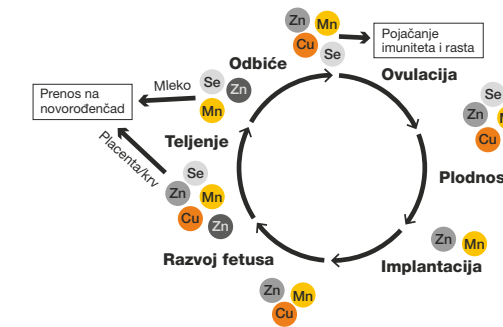 Zn Mn
Cu Se
Pojačanje
imuniteta i rasta
Odbiće
Ovulacija
Mleko
Se Zn
Mn
Prenos na
novorođenčad
Se
Zn
Cu
Teljenje
Placenta/krv
Se
Zn Mn
Cu Zn
Plodnos
Zn Mn
Razvoj fetusa
Implantacija
Zn Mn
Cu